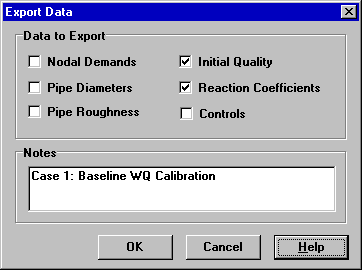 Export Data
Data to Export
Nodal Demands
Initial Quality
Pipe Diameters
Reaction Coefficients
Pipe Roughness
Controls
Notes
Case 1: Baseline WQ Calibration
OK
Cancel
Help